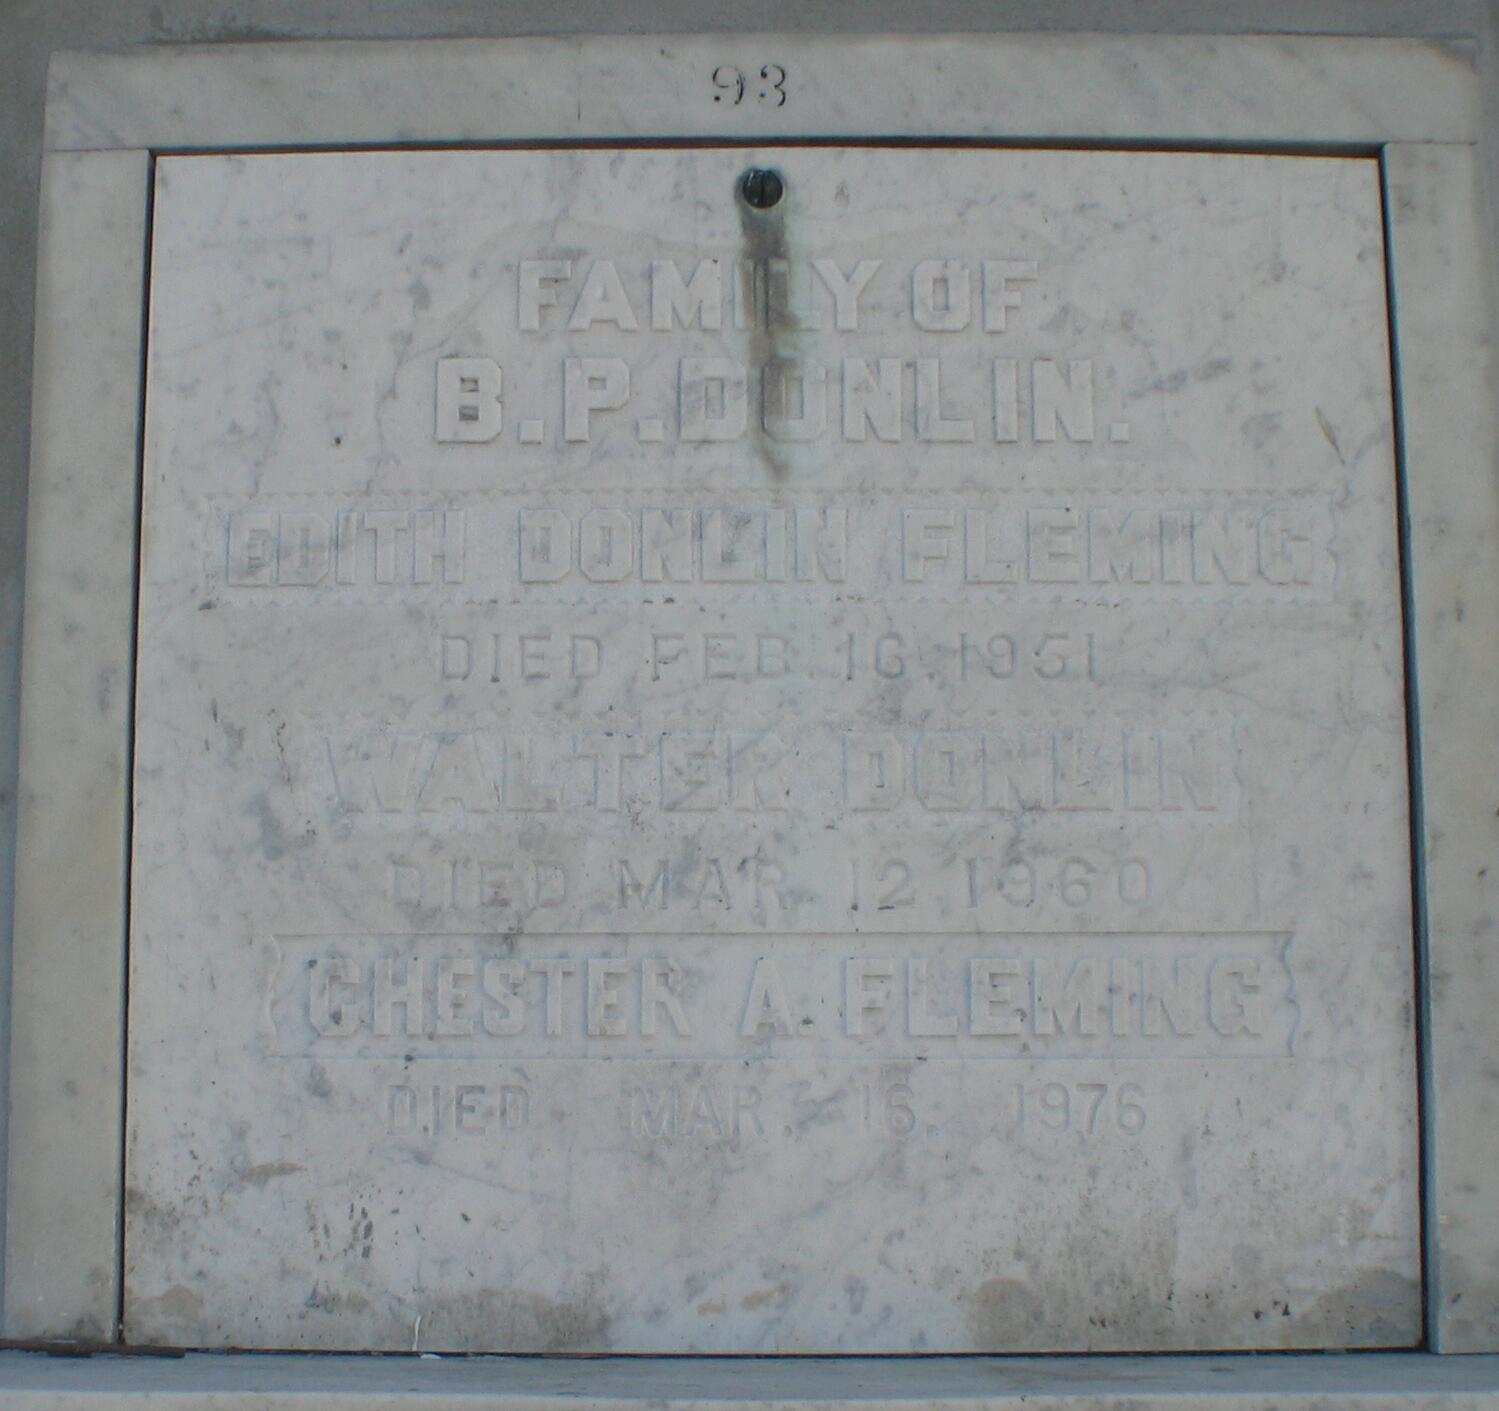 93
FAMILY OF
B.P. DONLIN.
EDITH DONLIN FLEMING
DIED FEB. 16. 1951
WALTER DONLIN
DIED MAR. 12 1960
CHESTER A. FLEMING
DIED MAR. 16. 1976